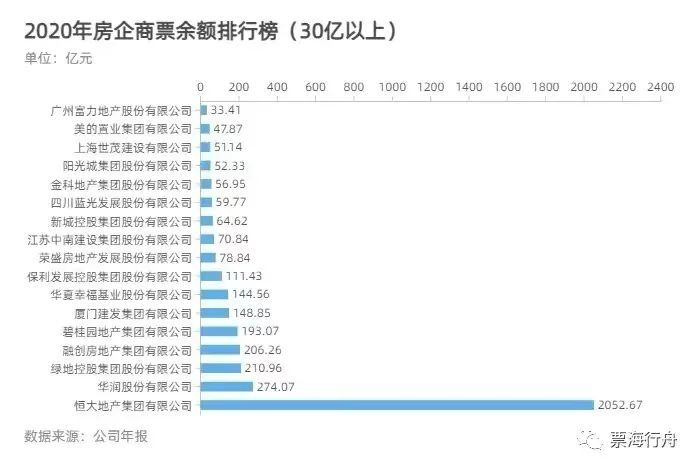 2020年房企商票余额排行榜（30亿以上）
单位：亿元
0 200 400 600 800 1000 1200 1400 1600 1800 2000 2200 2400
广州富力地产股份有限公司 33.41
美的置业集团有限公司 47.87
上海世茂建设有限公司 51.14
阳光城集团股份有限公司 52.33
金科地产集团股份有限公司 56.95
四川蓝光发展股份有限公司 59.77
新城控股集团股份有限公司 64.62
江苏中南建设集团股份有限公司 70.84
荣盛房地产发展股份有限公司 78.84
保利发展控股集团股份有限公司 111.43
华夏幸福基业股份有限公司 144.56
厦门建发集团有限公司 148.85
碧桂园地产集团有限公司 193.07
融创房地产集团有限公司 206.26
绿地控股集团股份有限公司 210.96
华润股份有限公司 274.07
恒大地产集团有限公司 2052.67
数据来源：公司年报
票海行舟